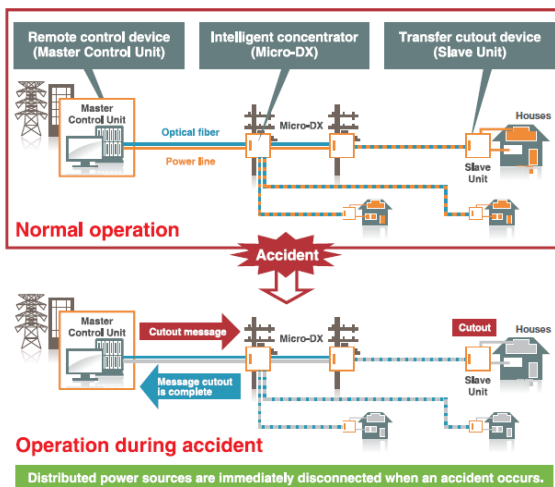 Remote control device
(Master Control Unit)
Intelligent concentrator
(Micro-DX)
Transfer cutout device
(Slave Unit)
Master
Control Unit
Optical fiber
Power line
Micro-DX
Houses
Slave
Unit
Normal operation
Accident
Master
Control Unit
Cutout message
Message cutout
is complete
Micro-DX
Cutout
Houses
Slave
Unit
Operation during accident
Distributed power sources are immediately disconnected when an accident occurs.